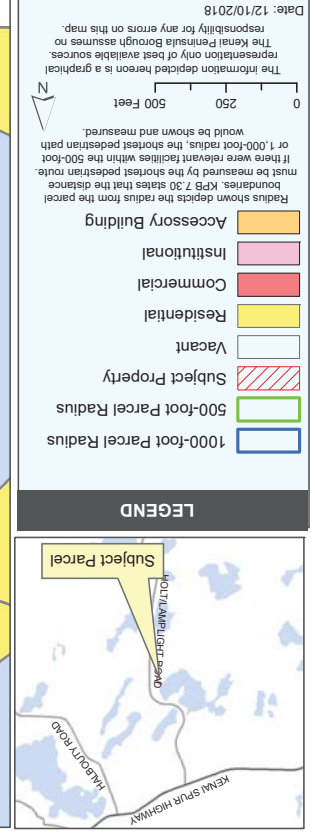 KENAI SPUR HIGHWAY
HALBOUTY ROAD
HOLT/LAMPLIGHT ROAD
Subject Parcel
LEGEND
1000-foot Parcel Radius
500-foot Parcel Radius
Subject Property
Vacant
Residential
Commercial
Institutional
Accessory Building
Radius shown depicts the radius from the parcel
boundaries. KPB 7.30 states that the distance
must be measured by the shortest pedestrian route.
If there were relevant facilities within the 500-foot
or 1,000-foot radius, the shortest pedestrian path
would be shown and measured.
0 250 500 Feet
N
The information depicted hereon is a graphical
representation only of best available sources.
The Kenai Peninsula Borough assumes no
responsibility for any errors on this map.
Date: 12/10/2018